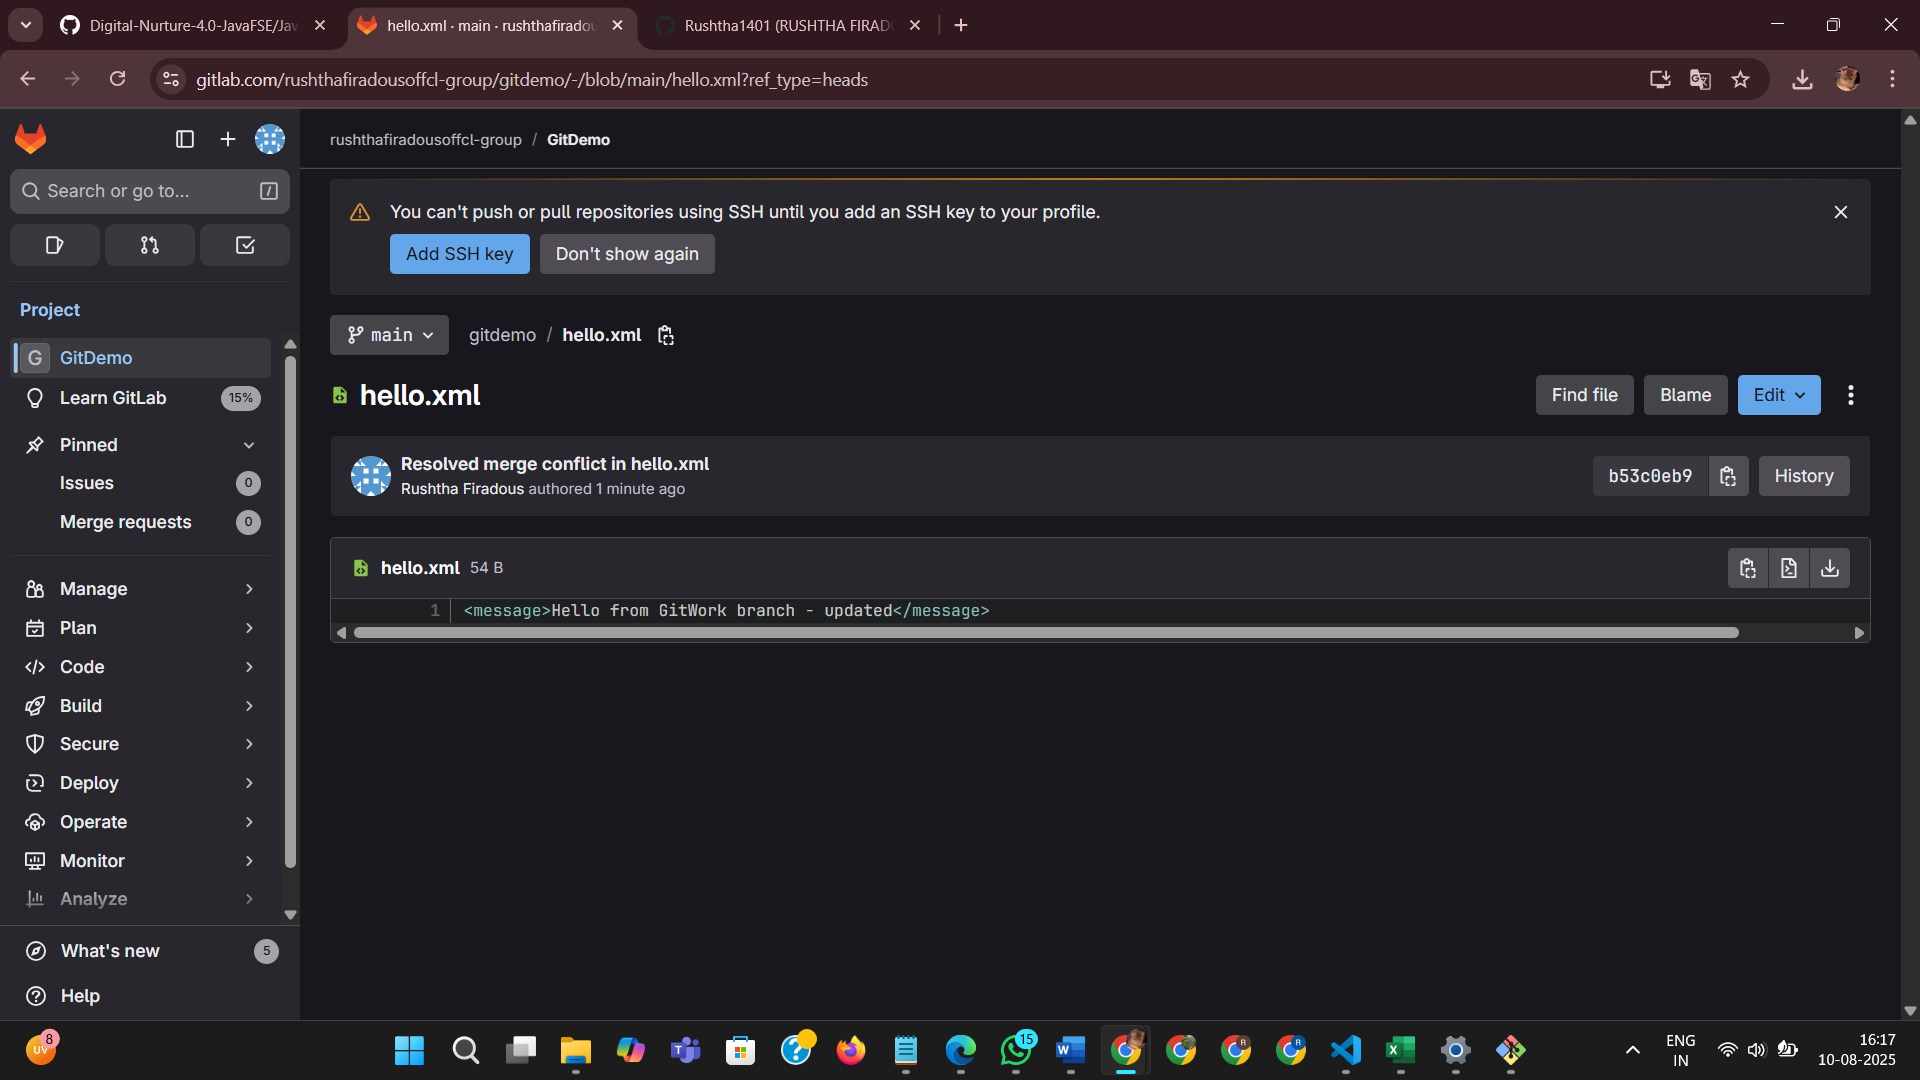 Digital-Nurture-4.0-JavaFSE/Jav
hello.xml · main · rushthafiradou
Rushtha1401 (RUSHTHA FIRAD
gitlab.com/rushthafiradousoffcl-group/gitdemo/-/blob/main/hello.xml?ref_type=heads
rushthafiradousoffcl-group / GitDemo
Search or go to... /
You can't push or pull repositories using SSH until you add an SSH key to your profile.
Add SSH key Don't show again
Project
G GitDemo
Learn GitLab 15%
Pinned
Issues 0
Merge requests 0
Manage
Plan
Code
Build
Secure
Deploy
Operate
Monitor
Analyze
What's new 5
Help
main gitdemo / hello.xml
hello.xml
Find file Blame Edit
Resolved merge conflict in hello.xml
Rushtha Firadous authored 1 minute ago
b53c0eb9 History
hello.xml 54 B
1 <message>Hello from GitWork branch - updated</message>
UV 8
15
ENG
IN
16:17
10-08-2025